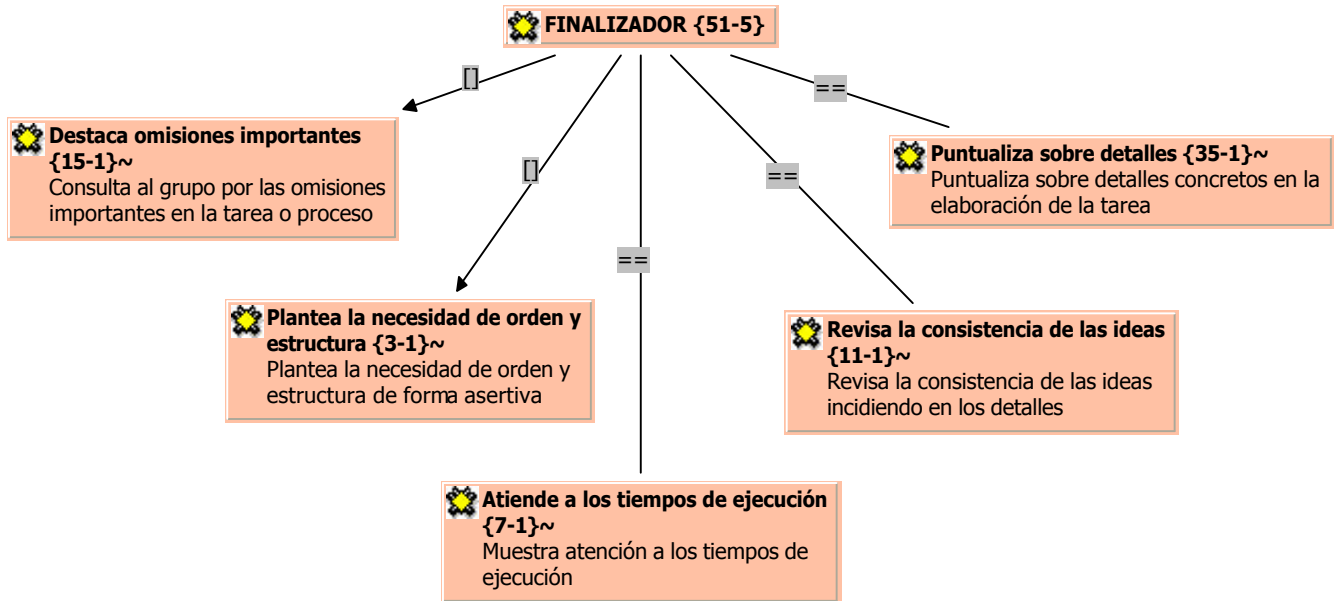 FINALIZADOR {51-5}
[]
==
Destaca omisiones importantes
{15-1}~
Consulta al grupo por las omisiones
importantes en la tarea o proceso
[]
==
Puntualiza sobre detalles {35-1}~
Puntualiza sobre detalles concretos en la
elaboración de la tarea
==
Plantea la necesidad de orden y
estructura {3-1}~
Plantea la necesidad de orden y
estructura de forma asertiva
Revisa la consistencia de las ideas
{11-1}~
Revisa la consistencia de las ideas
incidiendo en los detalles
Atiende a los tiempos de ejecución
{7-1}~
Muestra atención a los tiempos de
ejecución